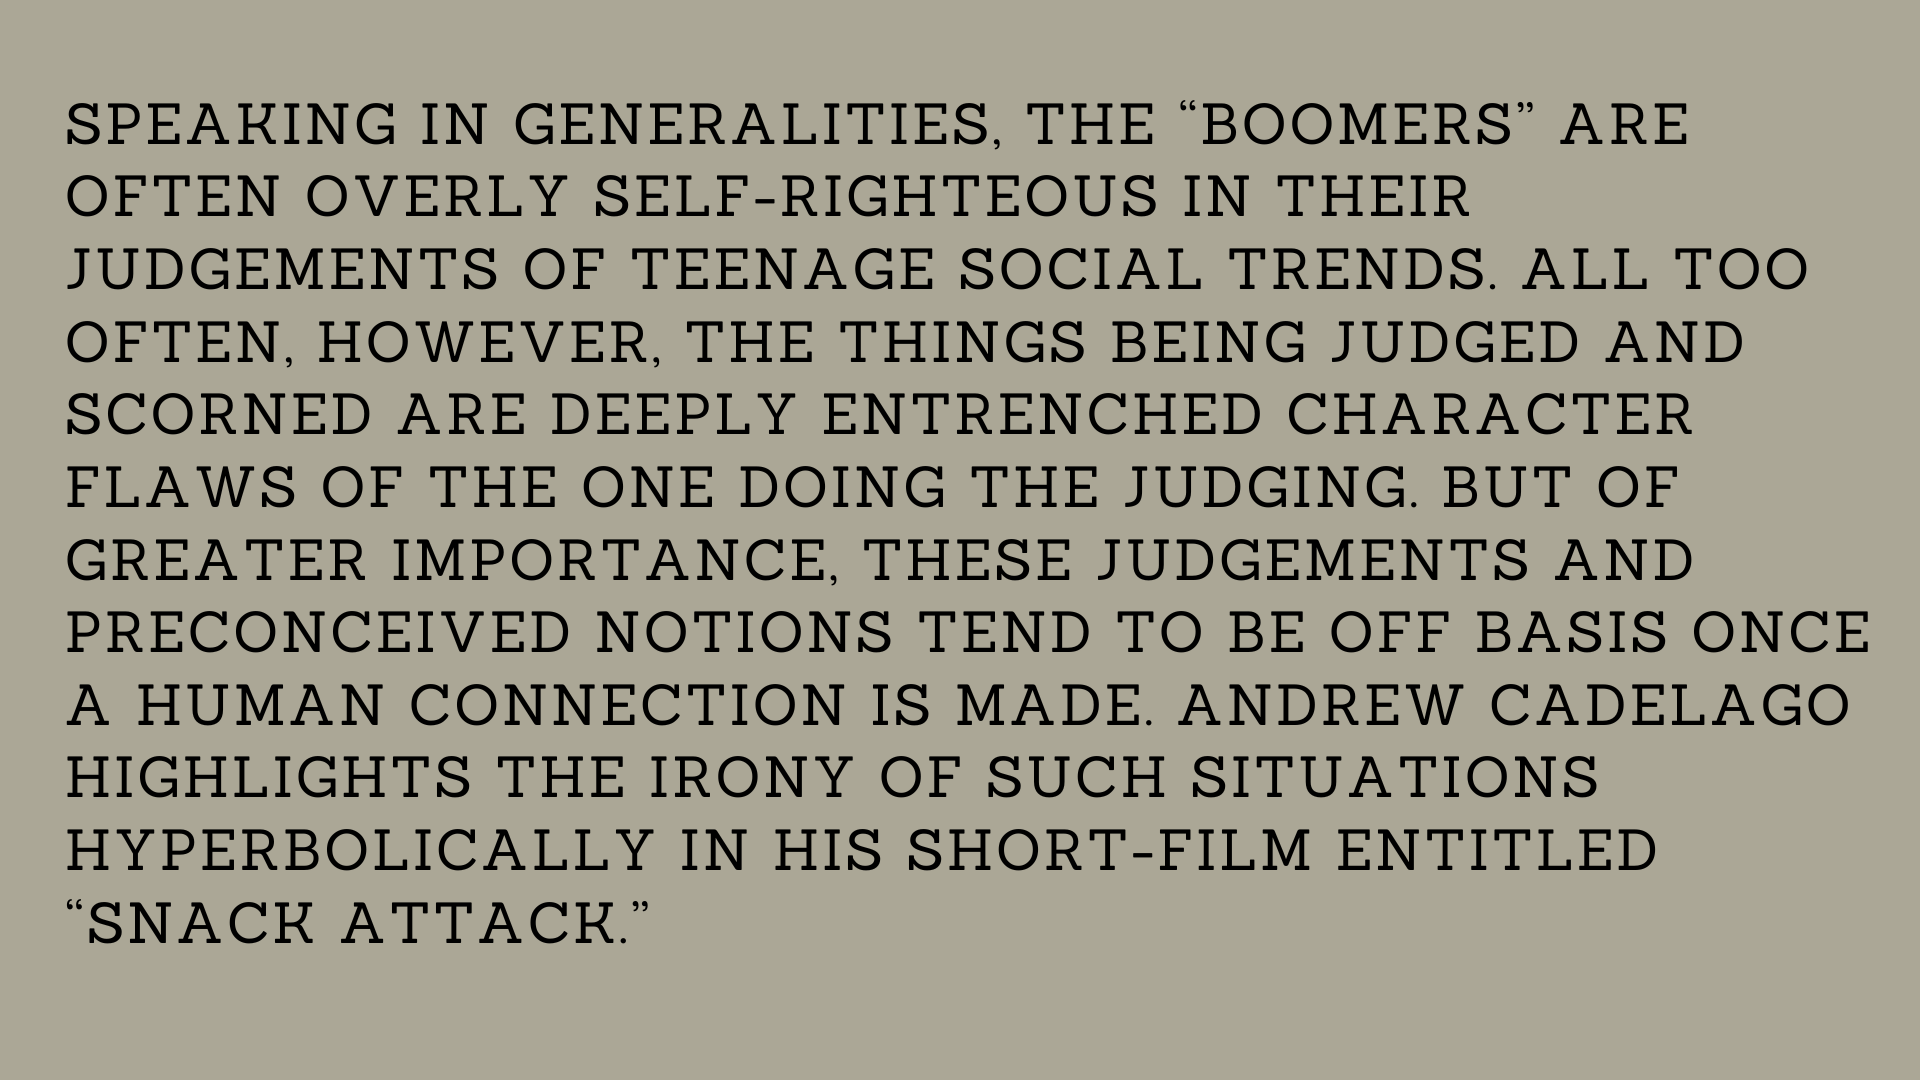 SPEAKING IN GENERALITIES, THE “BOOMERS” ARE
OFTEN OVERLY SELF-RIGHTEOUS IN THEIR
JUDGEMENTS OF TEENAGE SOCIAL TRENDS. ALL TOO
OFTEN, HOWEVER, THE THINGS BEING JUDGED AND
SCORNED ARE DEEPLY ENTRENCHED CHARACTER
FLAWS OF THE ONE DOING THE JUDGING. BUT OF
GREATER IMPORTANCE, THESE JUDGEMENTS AND
PRECONCEIVED NOTIONS TEND TO BE OFF BASIS ONCE
A HUMAN CONNECTION IS MADE. ANDREW CADELAGO
HIGHLIGHTS THE IRONY OF SUCH SITUATIONS
HYPERBOLICALLY IN HIS SHORT-FILM ENTITLED
“SNACK ATTACK.”